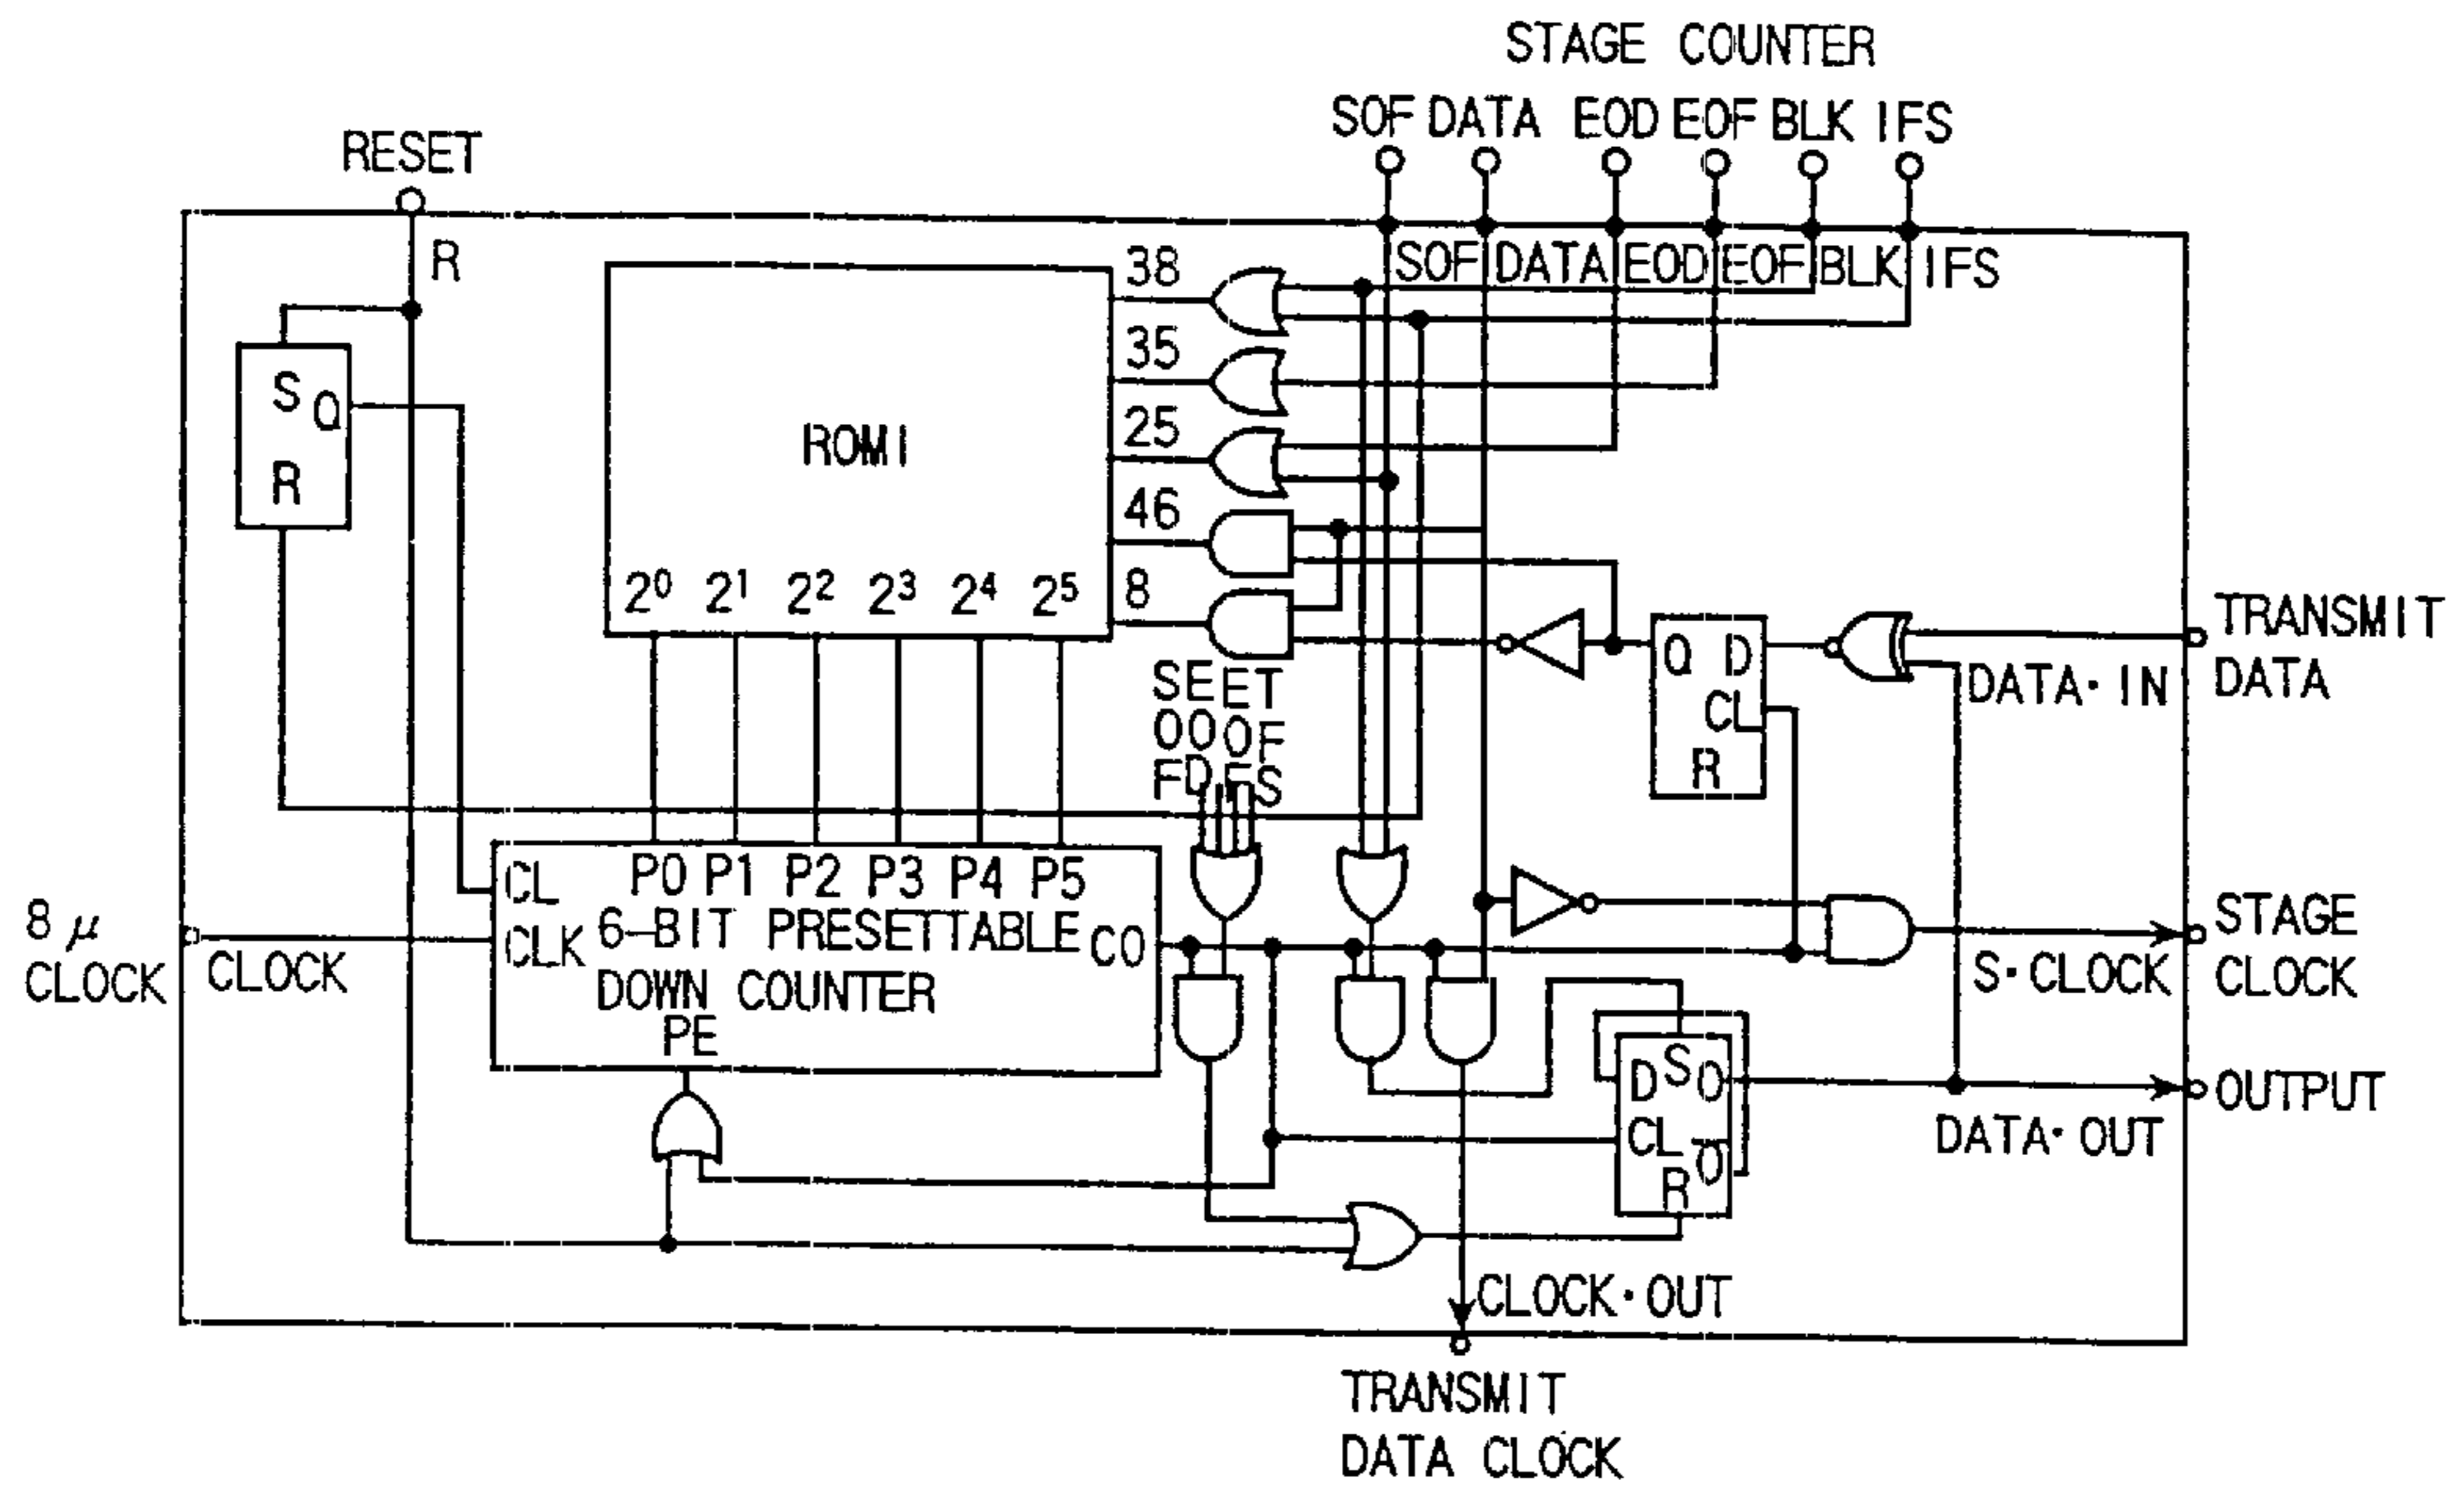 STAGE COUNTER
SOF DATA EOD EOF BLK IFS
RESET
R
SOF DATA EOD EOF BLK IFS
38
35
25
46
8
S Q
R
ROM1
2⁰ 2¹ 2² 2³ 2⁴ 2⁵
SEET
OOOF
FDFS
Q D
CL
R
TRANSMIT
DATA
DATA·IN
CL P0 P1 P2 P3 P4 P5
CLK 6-BIT PRESETTABLE CO
DOWN COUNTER
PE
8μ
CLOCK
CLOCK
STAGE
CLOCK
S·CLOCK
D S Q
CL Q̅
R
OUTPUT
DATA·OUT
CLOCK·OUT
TRANSMIT
DATA CLOCK